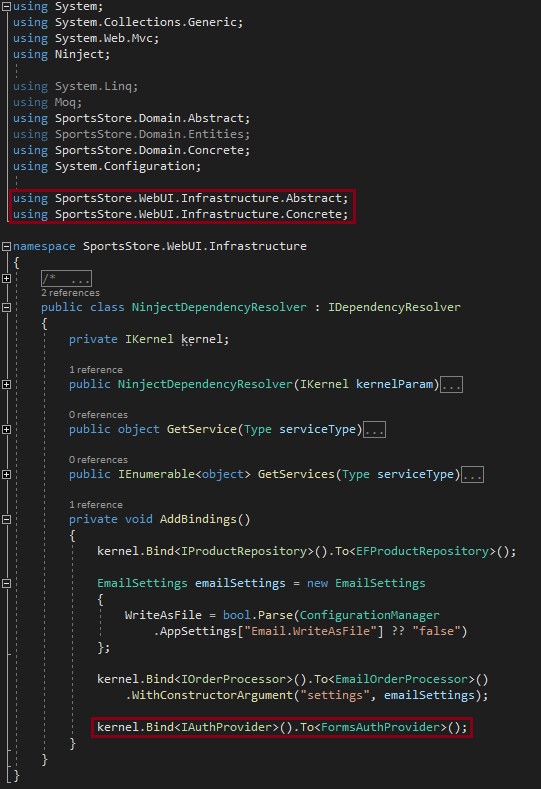 using System;
using System.Collections.Generic;
using System.Web.Mvc;
using Ninject;
using System.Linq;
using Moq;
using SportsStore.Domain.Abstract;
using SportsStore.Domain.Entities;
using SportsStore.Domain.Concrete;
using System.Configuration;
using SportsStore.WebUI.Infrastructure.Abstract;
using SportsStore.WebUI.Infrastructure.Concrete;
namespace SportsStore.WebUI.Infrastructure
{
/* ...
2 references
public class NinjectDependencyResolver : IDependencyResolver
{
private IKernel kernel;
1 reference
public NinjectDependencyResolver(IKernel kernelParam)...
0 references
public object GetService(Type serviceType)...
0 references
public IEnumerable<object> GetServices(Type serviceType)...
1 reference
private void AddBindings()
{
kernel.Bind<IProductRepository>().To<EFProductRepository>();
EmailSettings emailSettings = new EmailSettings
{
WriteAsFile = bool.Parse(ConfigurationManager
.AppSettings["Email.WriteAsFile"] ?? "false")
};
kernel.Bind<IOrderProcessor>().To<EmailOrderProcessor>()
.WithConstructorArgument("settings", emailSettings);
kernel.Bind<IAuthProvider>().To<FormsAuthProvider>();
}
}
}